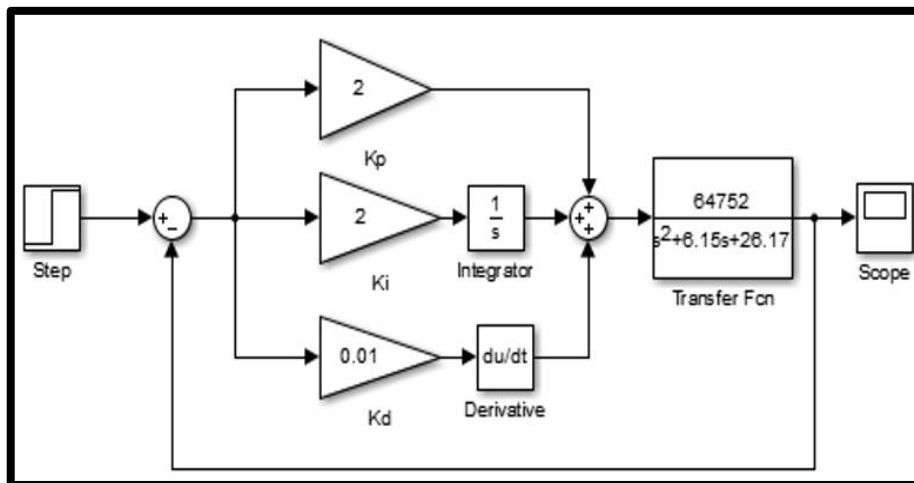 2
Kp
Step
+
−
2
Ki
1
s
Integrator
+
+
+
64752
s²+6.15s+26.17
Transfer Fcn
Scope
0.01
Kd
du/dt
Derivative